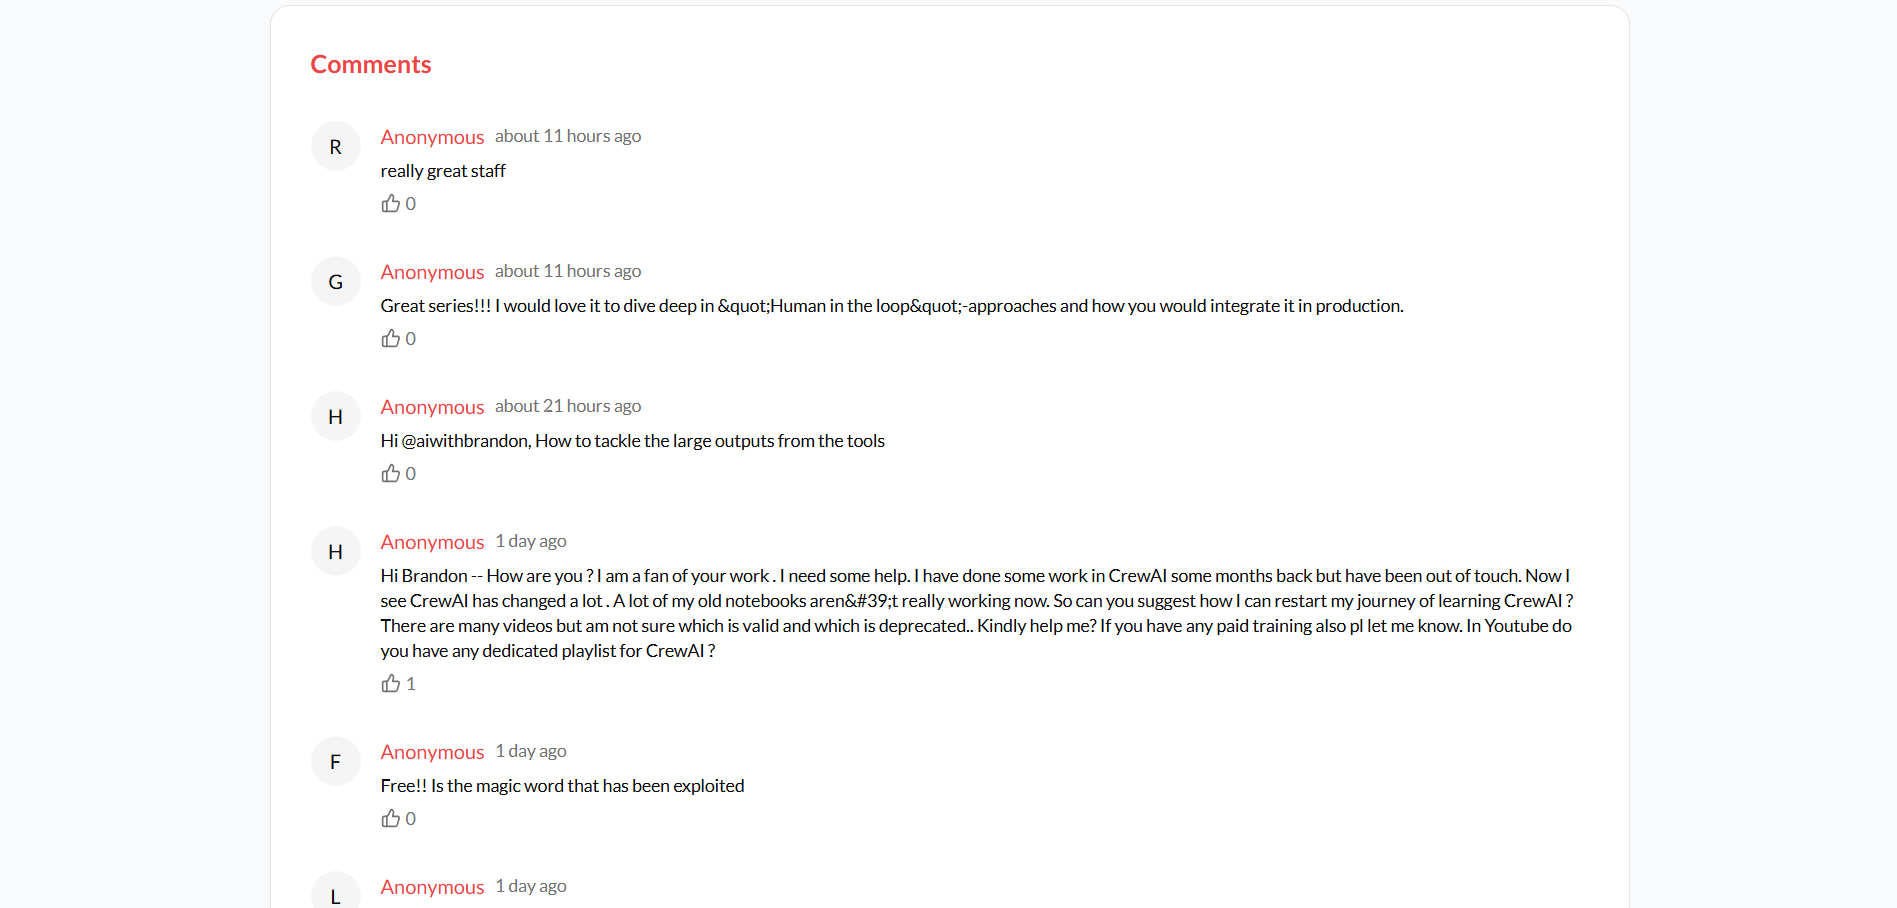 Comments
R
Anonymous about 11 hours ago
really great staff
0
G
Anonymous about 11 hours ago
Great series!!! I would love it to dive deep in &quot;Human in the loop&quot;-approaches and how you would integrate it in production.
0
H
Anonymous about 21 hours ago
Hi @aiwithbrandon, How to tackle the large outputs from the tools
0
H
Anonymous 1 day ago
Hi Brandon -- How are you ? I am a fan of your work . I need some help. I have done some work in CrewAI some months back but have been out of touch. Now I
see CrewAI has changed a lot . A lot of my old notebooks aren&#39;t really working now. So can you suggest how I can restart my journey of learning CrewAI ?
There are many videos but am not sure which is valid and which is deprecated.. Kindly help me? If you have any paid training also pl let me know. In Youtube do
you have any dedicated playlist for CrewAI ?
1
F
Anonymous 1 day ago
Free!! Is the magic word that has been exploited
0
L
Anonymous 1 day ago